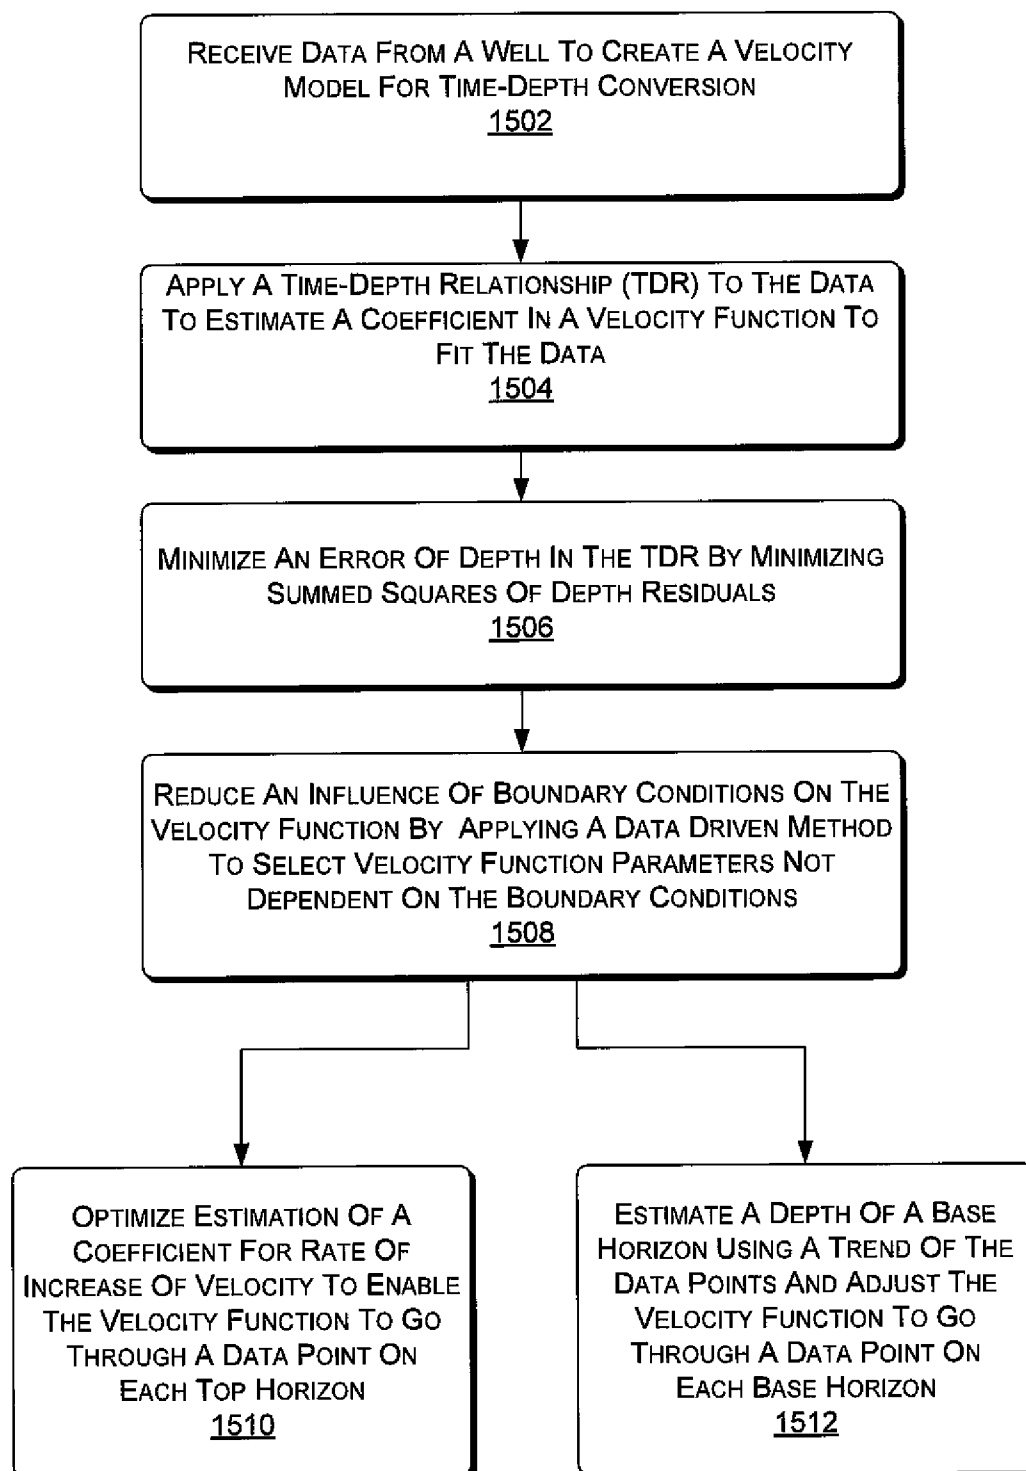 RECEIVE DATA FROM A WELL TO CREATE A VELOCITY
MODEL FOR TIME-DEPTH CONVERSION
1502
APPLY A TIME-DEPTH RELATIONSHIP (TDR) TO THE DATA
TO ESTIMATE A COEFFICIENT IN A VELOCITY FUNCTION TO
FIT THE DATA
1504
MINIMIZE AN ERROR OF DEPTH IN THE TDR BY MINIMIZING
SUMMED SQUARES OF DEPTH RESIDUALS
1506
REDUCE AN INFLUENCE OF BOUNDARY CONDITIONS ON THE
VELOCITY FUNCTION BY APPLYING A DATA DRIVEN METHOD
TO SELECT VELOCITY FUNCTION PARAMETERS NOT
DEPENDENT ON THE BOUNDARY CONDITIONS
1508
OPTIMIZE ESTIMATION OF A
COEFFICIENT FOR RATE OF
INCREASE OF VELOCITY TO ENABLE
THE VELOCITY FUNCTION TO GO
THROUGH A DATA POINT ON
EACH TOP HORIZON
1510
ESTIMATE A DEPTH OF A BASE
HORIZON USING A TREND OF THE
DATA POINTS AND ADJUST THE
VELOCITY FUNCTION TO GO
THROUGH A DATA POINT ON
EACH BASE HORIZON
1512